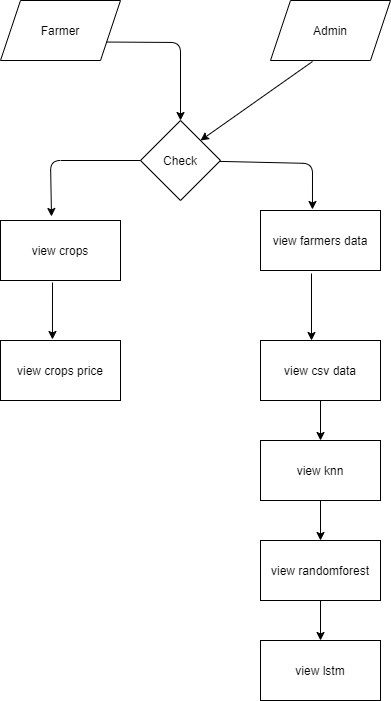 Farmer
Admin
Check
view crops
view farmers data
view crops price
view csv data
view knn
view randomforest
view lstm